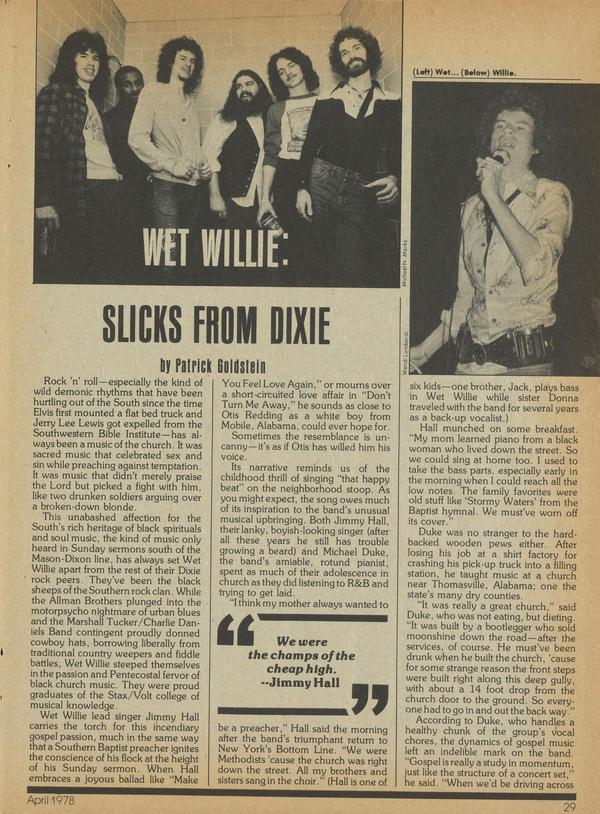 (Left) Wet... (Below) Willie.
Michael N. Marks
Wendi Lombardi
WET WILLIE:
SLICKS FROM DIXIE
by Patrick Goldstein
Rock 'n' roll—especially the kind of
wild demonic rhythms that have been
hurtling out of the South since the time
Elvis first mounted a flat bed truck and
Jerry Lee Lewis got expelled from the
Southwestern Bible Institute—has al-
ways been a music of the church. It was
sacred music that celebrated sex and
sin while preaching against temptation.
It was music that didn't merely praise
the Lord but picked a fight with him,
like two drunken soldiers arguing over
a broken-down blonde.
This unabashed affection for the
South's rich heritage of black spirituals
and soul music, the kind of music only
heard in Sunday sermons south of the
Mason-Dixon line, has always set Wet
Willie apart from the rest of their Dixie
rock peers. They've been the black
sheeps of the Southern rock clan. While
the Allman Brothers plunged into the
motorpsycho nightmare of urban blues
and the Marshall Tucker/Charlie Dan-
iels Band contingent proudly donned
cowboy hats, borrowing liberally from
traditional country weepers and fiddle
battles, Wet Willie steeped themselves
in the passion and Pentecostal fervor of
black church music. They were proud
graduates of the Stax/Volt college of
musical knowledge.
Wet Willie lead singer Jimmy Hall
carries the torch for this incendiary
gospel passion, much in the same way
that a Southern Baptist preacher ignites
the conscience of his flock at the height
of his Sunday sermon. When Hall
embraces a joyous ballad like "Make
You Feel Love Again," or mourns over
a short-circuited love affair in "Don't
Turn Me Away," he sounds as close to
Otis Redding as a white boy from
Mobile, Alabama, could ever hope for.
Sometimes the resemblance is un-
canny—it's as if Otis has willed him his
voice.
Its narrative reminds us of the
childhood thrill of singing "that happy
beat" on the neighborhood stoop. As
you might expect, the song owes much
of its inspiration to the band's unusual
musical upbringing. Both Jimmy Hall,
their lanky, boyish-looking singer (after
all these years he still has trouble
growing a beard) and Michael Duke,
the band's amiable, rotund pianist,
spent as much of their adolescence in
church as they did listening to R&B and
trying to get laid.
"I think my mother always wanted to
“We were
the champs of the
cheap high.
--Jimmy Hall”
be a preacher," Hall said the morning
after the band's triumphant return to
New York's Bottom Line. "We were
Methodists 'cause the church was right
down the street. All my brothers and
sisters sang in the choir." (Hall is one of
six kids—one brother, Jack, plays bass
in Wet Willie while sister Donna
traveled with the band for several years
as a back-up vocalist.)
Hall munched on some breakfast.
"My mom learned piano from a black
woman who lived down the street. So
we could sing at home too. I used to
take the bass parts, especially early in
the morning when I could reach all the
low notes. The family favorites were
old stuff like 'Stormy Waters' from the
Baptist hymnal. We must've worn off
its cover."
Duke was no stranger to the hard-
backed wooden pews either. After
losing his job at a shirt factory for
crashing his pick-up truck into a filling
station, he taught music at a church
near Thomasville, Alabama; one the
state's many dry counties.
"It was really a great church," said
Duke, who was not eating, but dieting.
"It was built by a bootlegger who sold
moonshine down the road—after the
services, of course. He must've been
drunk when he built the church, 'cause
for some strange reason the front steps
were built right along this deep gully,
with about a 14 foot drop from the
church door to the ground. So every-
one had to go in and out the back way."
According to Duke, who handles a
healthy chunk of the group's vocal
chores, the dynamics of gospel music
left an indelible mark on the band.
"Gospel is really a study in momentum,
just like the structure of a concert set,"
he said. "When we'd be driving across
April 1978
29